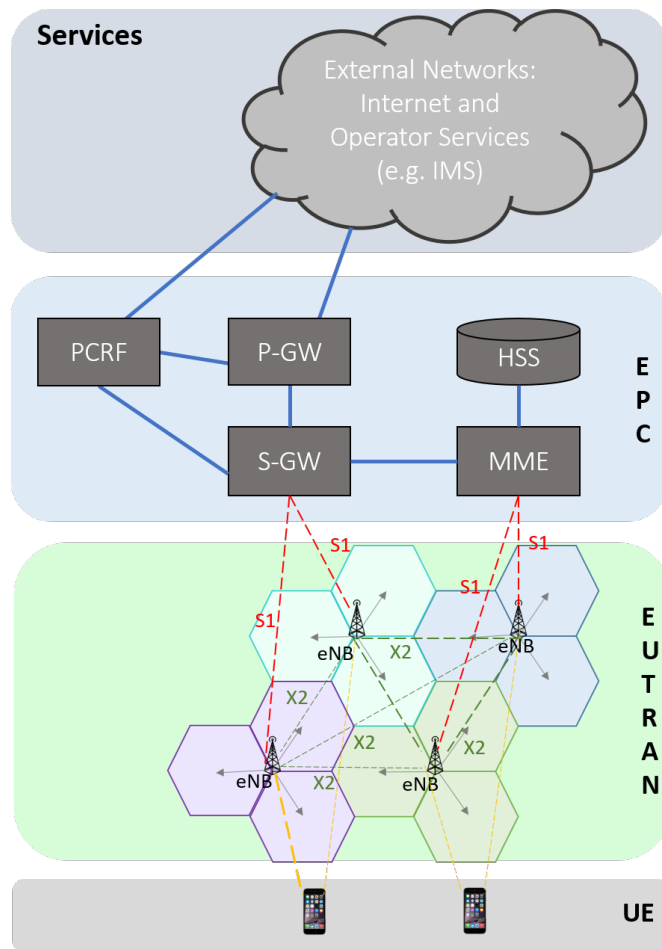 Services
External Networks:
Internet and
Operator Services
(e.g. IMS)
PCRF
P-GW
HSS
E
P
C
S-GW
MME
S1
S1
S1
S1
eNB
X2
eNB
X2
X2
X2
X2
eNB
eNB
E
U
T
R
A
N
UE